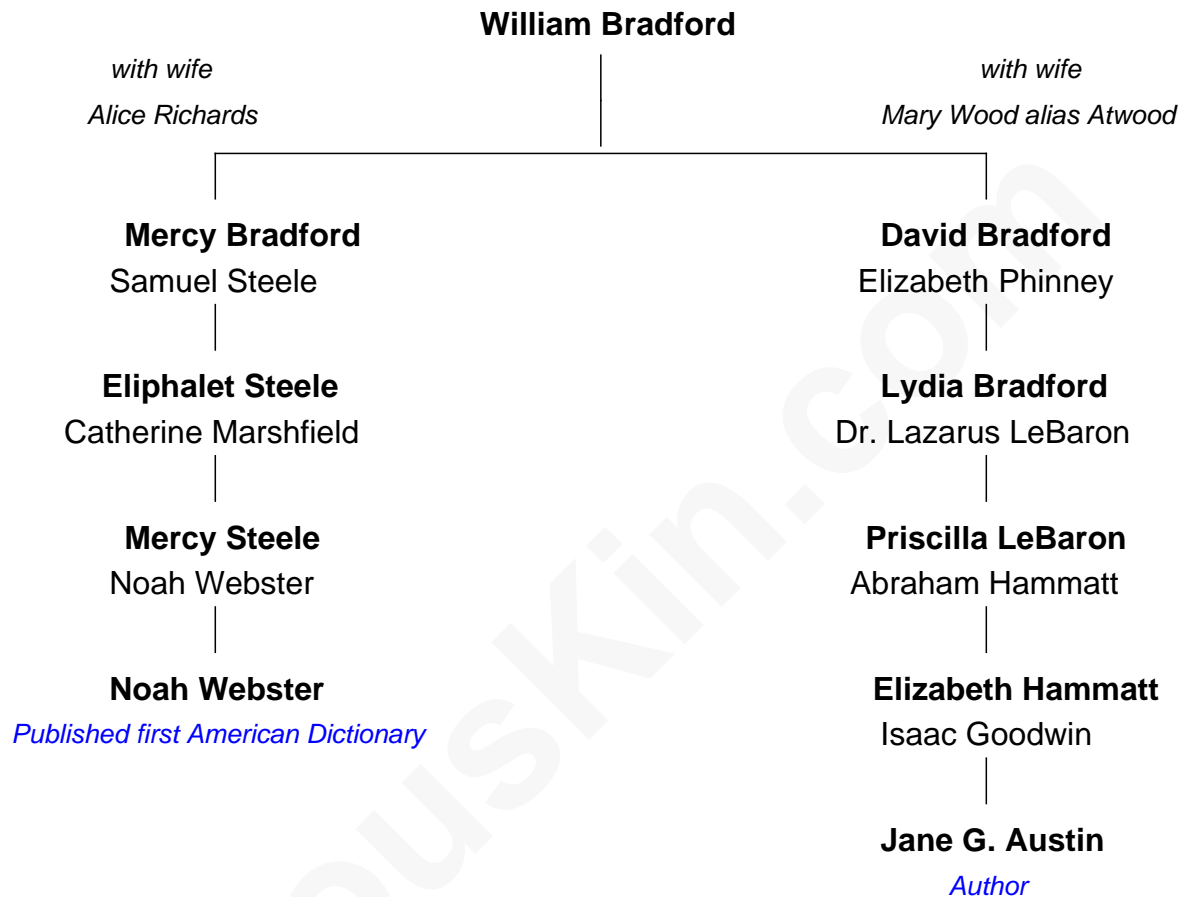 William Bradford
with wife
Alice Richards
with wife
Mary Wood alias Atwood
Mercy Bradford
Samuel Steele
David Bradford
Elizabeth Phinney
Eliphalet Steele
Catherine Marshfield
Lydia Bradford
Dr. Lazarus LeBaron
Mercy Steele
Noah Webster
Priscilla LeBaron
Abraham Hammatt
Noah Webster
Published first American Dictionary
Elizabeth Hammatt
Isaac Goodwin
Jane G. Austin
Author
ousKin.com